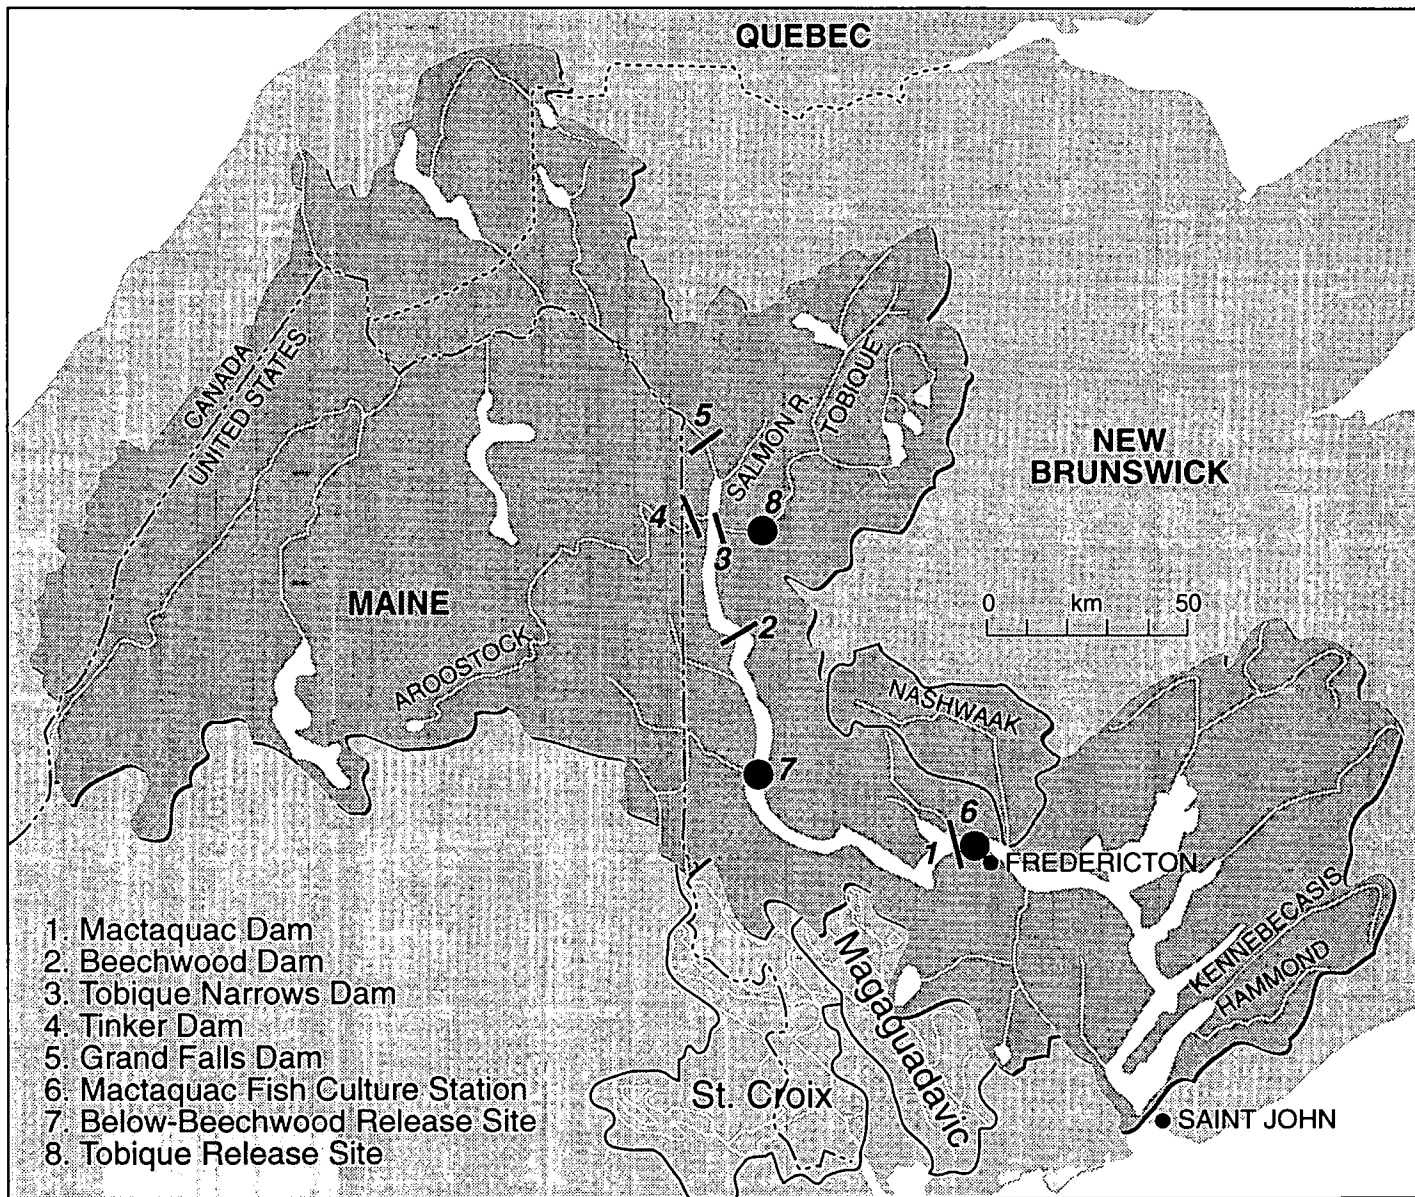 QUEBEC
CANADA
UNITED STATES
5
SALMON R.
TOBIQUE
NEW
BRUNSWICK
8
4
3
0 km 50
MAINE
2
AROOSTOCK
NASHWAAK
7
6
1
FREDERICTON
KENNEBECASIS
HAMMOND
Magaguadavic
St. Croix
SAINT JOHN
1. Mactaquac Dam
2. Beechwood Dam
3. Tobique Narrows Dam
4. Tinker Dam
5. Grand Falls Dam
6. Mactaquac Fish Culture Station
7. Below-Beechwood Release Site
8. Tobique Release Site